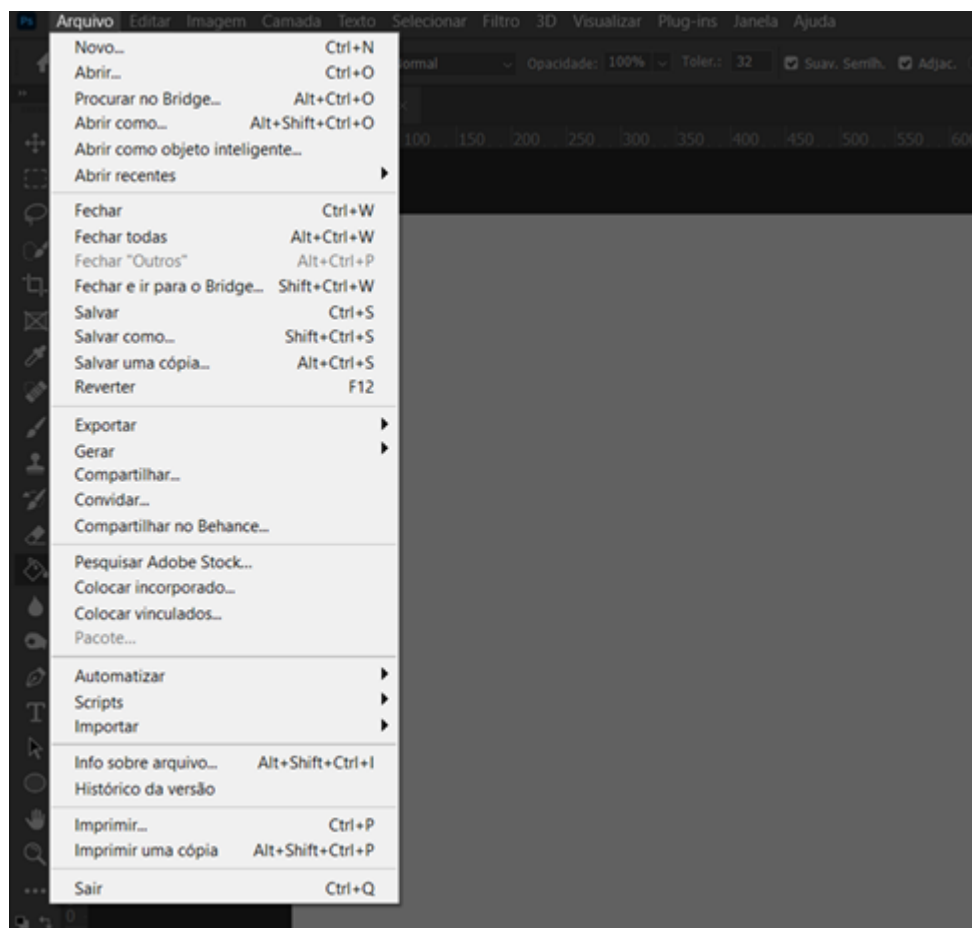 Ps Arquivo Editar Imagem Camada Texto Selecionar Filtro 3D Visualizar Plug-ins Janela Ajuda
Opacidade: 100% Toler.: 32 Suav. Semlh. Adjac.
100 150 200 250 300 350 400 450 500 550
Novo... Ctrl+N
Abrir... Ctrl+O
Procurar no Bridge... Alt+Ctrl+O
Abrir como... Alt+Shift+Ctrl+O
Abrir como objeto inteligente...
Abrir recentes
Fechar Ctrl+W
Fechar todas Alt+Ctrl+W
Fechar "Outros" Alt+Ctrl+P
Fechar e ir para o Bridge... Shift+Ctrl+W
Salvar Ctrl+S
Salvar como... Shift+Ctrl+S
Salvar uma cópia... Alt+Ctrl+S
Reverter F12
Exportar
Gerar
Compartilhar...
Convidar...
Compartilhar no Behance...
Pesquisar Adobe Stock...
Colocar incorporado...
Colocar vinculados...
Pacote...
Automatizar
Scripts
Importar
Info sobre arquivo... Alt+Shift+Ctrl+I
Histórico da versão
Imprimir... Ctrl+P
Imprimir uma cópia Alt+Shift+Ctrl+P
Sair Ctrl+Q
0